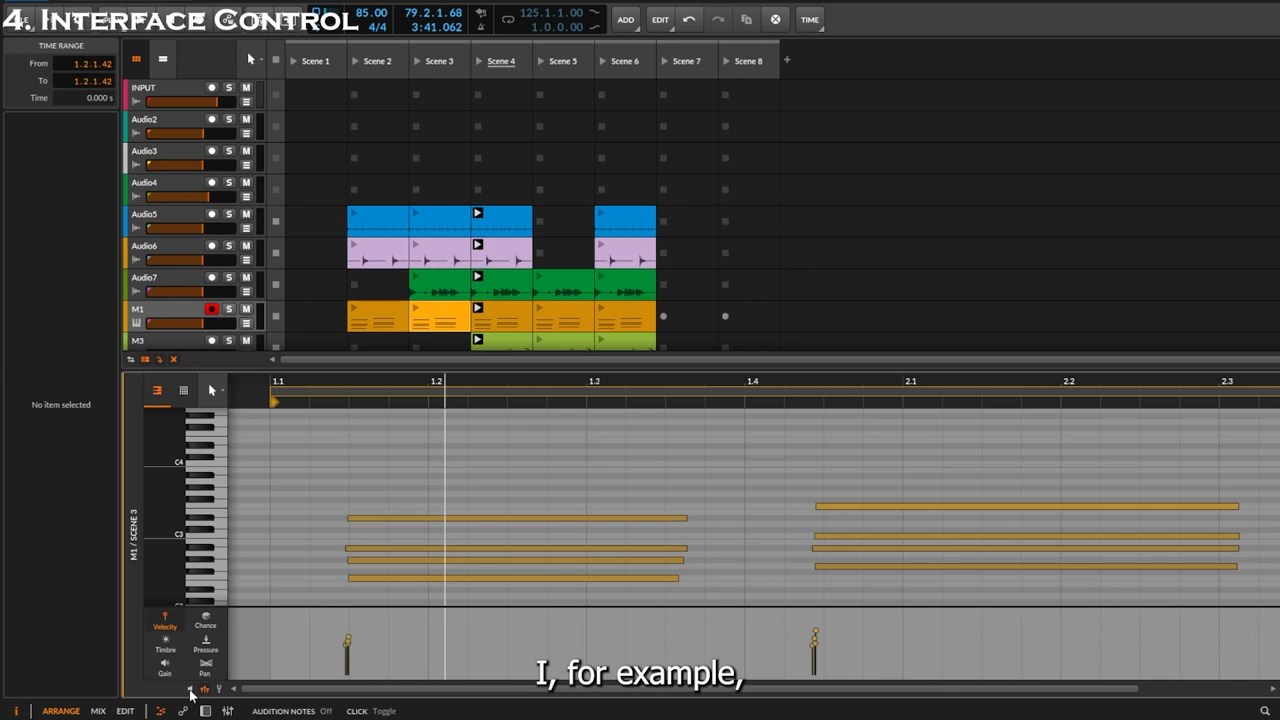 4. Interface Control
85.00
4/4
79.2.1.68
3:41.062
125.1.1.00
1.0.0.00
ADD
EDIT
TIME
TIME RANGE
From 1.2.1.42
To 1.2.1.42
Time 0.000 s
Scene 1
Scene 2
Scene 3
Scene 4
Scene 5
Scene 6
Scene 7
Scene 8
+
INPUT S M
Audio2 S M
Audio3 S M
Audio4 S M
Audio5 S M
Audio6 S M
Audio7 S M
M1 S M
M3 S M
No item selected
1.1 1.2 1.3 1.4 2.1 2.2 2.3
C4
C3
M1 / SCENE 3
Velocity Chance
Timbre Pressure
Gain Pan
I, for example,
i ARRANGE MIX EDIT AUDITION NOTES Off CLICK Toggle